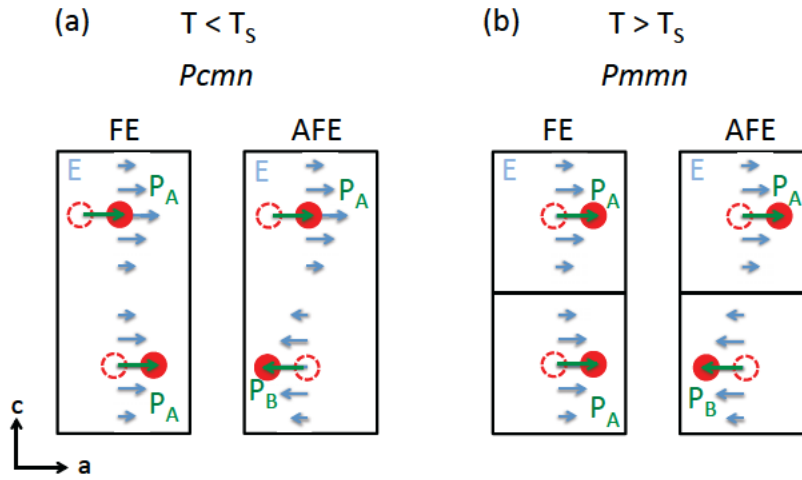 (a) T < T_S
Pcmn
FE AFE
E P_A
E P_A
P_A
P_B
c
a
(b) T > T_S
Pmmn
FE AFE
E P_A
E P_A
P_A
P_B